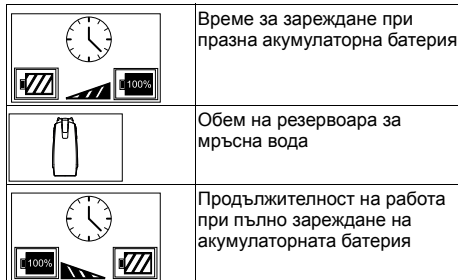 Време за зареждане при
празна акумулаторна батерия
100%
Обем на резервоара за
мръсна вода
Продължителност на работа
при пълно зареждане на
акумулаторната батерия
100%